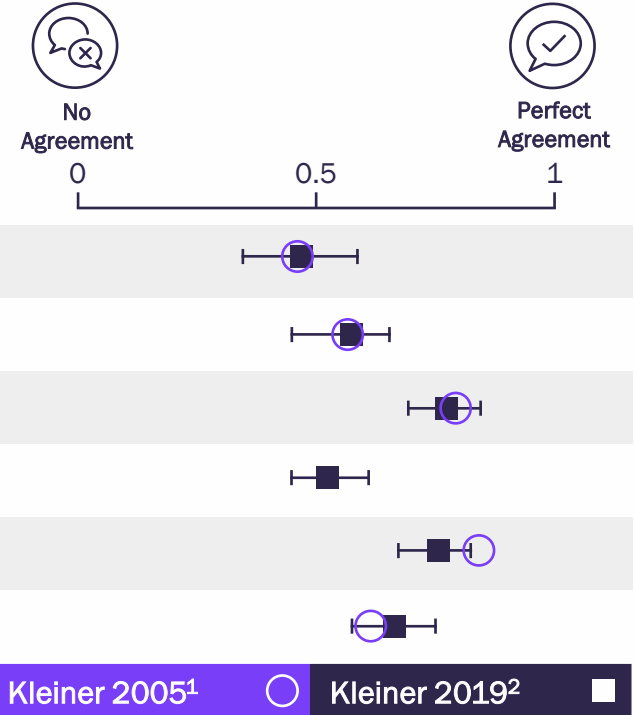 No
Agreement
Perfect
Agreement
0 0.5 1
Kleiner 2005¹
Kleiner 2019²